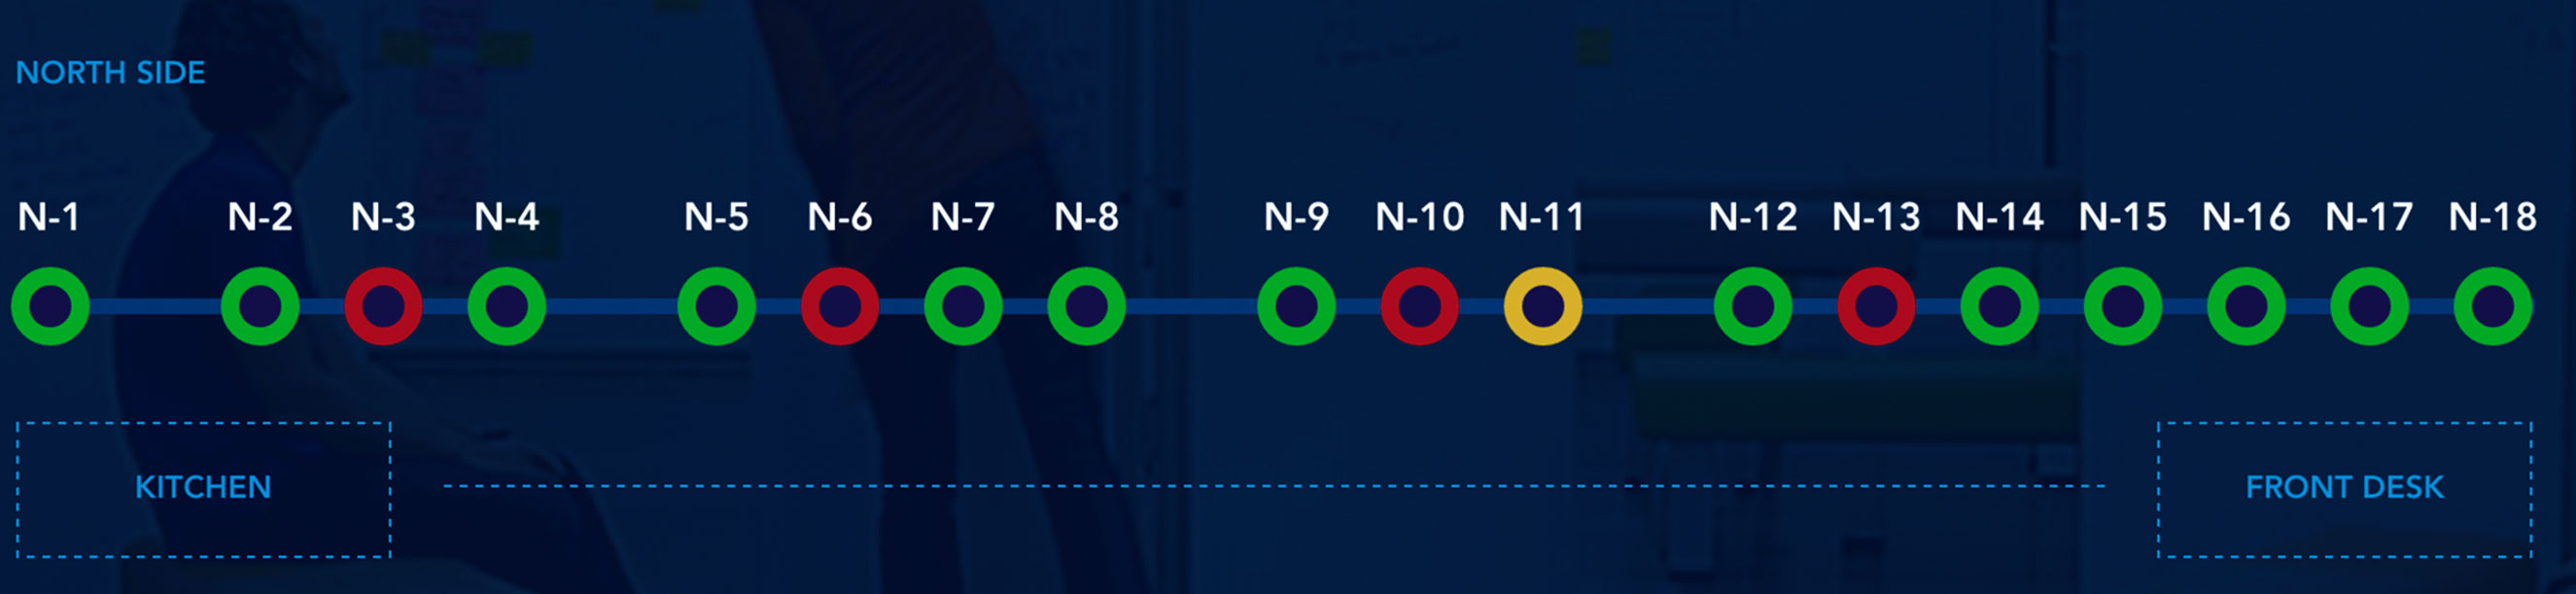 NORTH SIDE
N-1 N-2 N-3 N-4 N-5 N-6 N-7 N-8 N-9 N-10 N-11 N-12 N-13 N-14 N-15 N-16 N-17 N-18
KITCHEN FRONT DESK